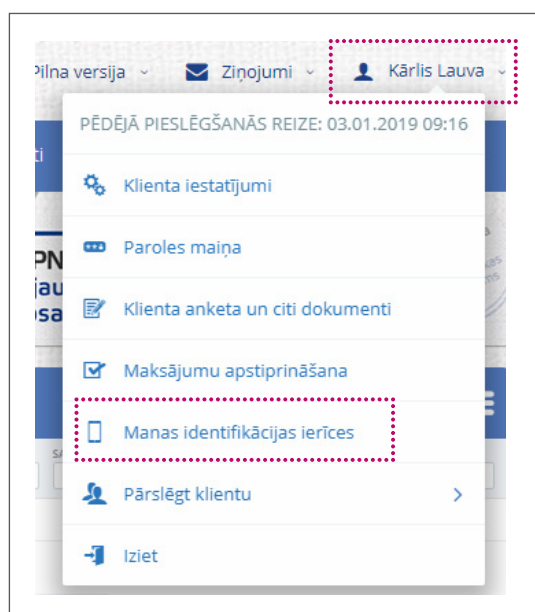 Pilna versija Ziņojumi Kārlis Lauva
PĒDĒJĀ PIESLĒGŠANĀS REIZE: 03.01.2019 09:16
Klienta iestatījumi
Paroles maiņa
Klienta anketa un citi dokumenti
Maksājumu apstiprināšana
Manas identifikācijas ierīces
Pārslēgt klientu
Iziet